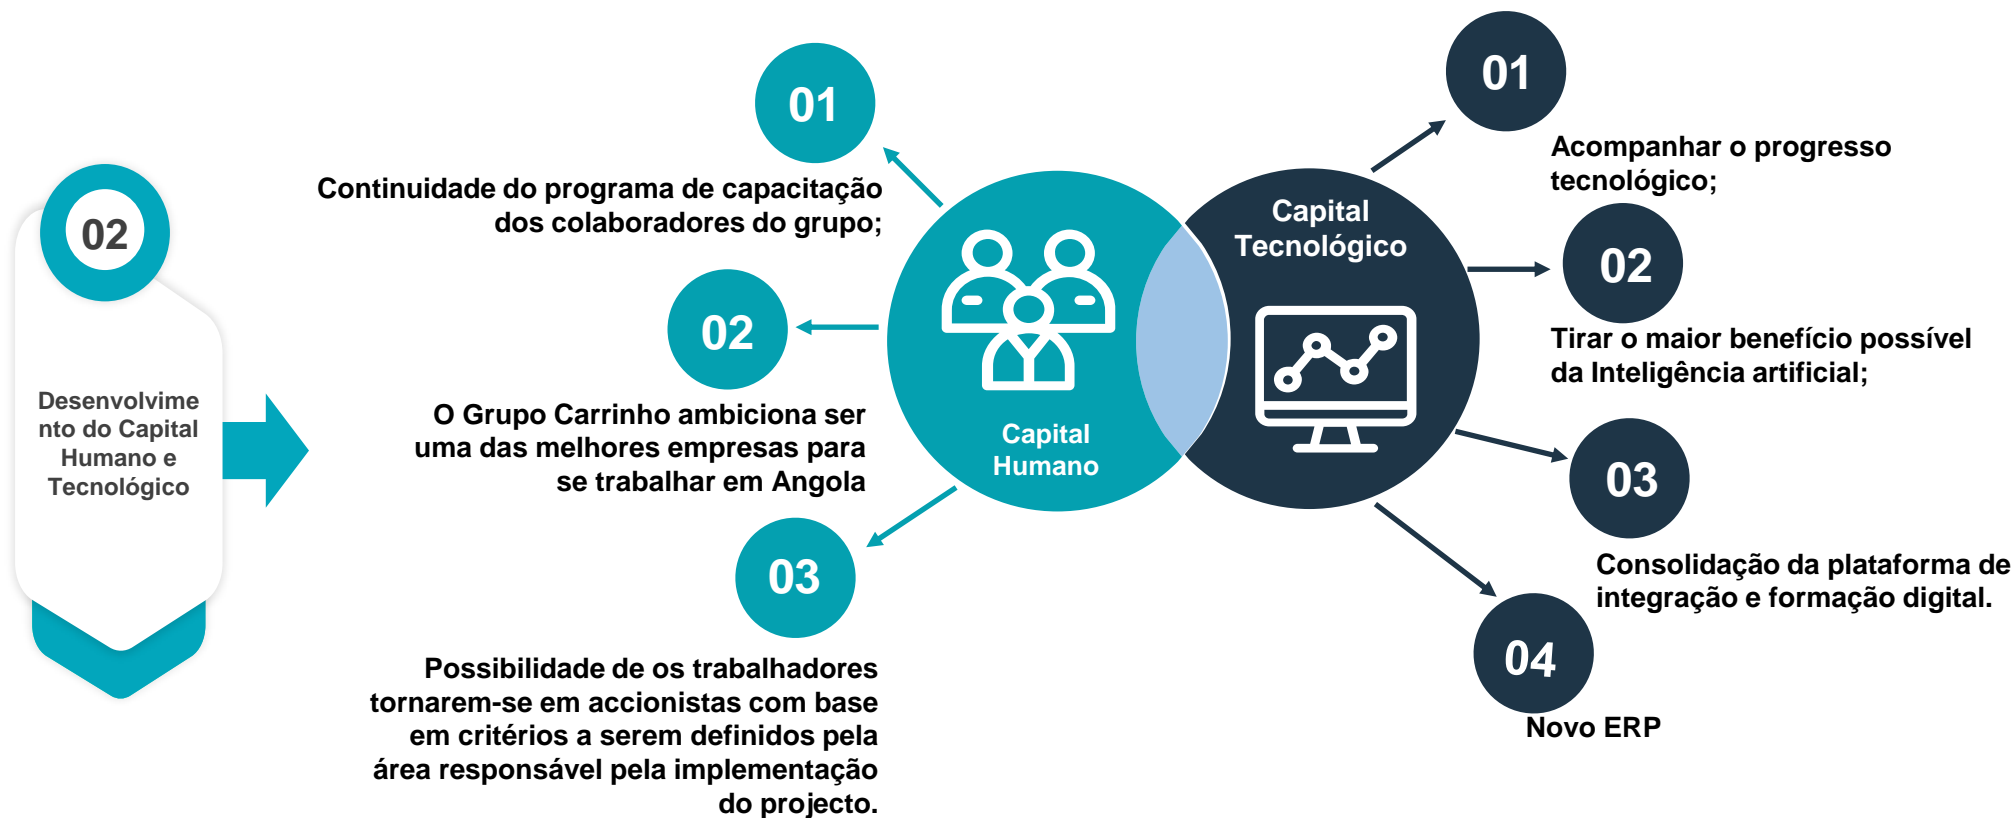 02
Desenvolvime
nto do Capital
Humano e
Tecnológico
01
Continuidade do programa de capacitação
dos colaboradores do grupo;
02
O Grupo Carrinho ambiciona ser
uma das melhores empresas para
se trabalhar em Angola
03
Possibilidade de os trabalhadores
tornarem-se em accionistas com base
em critérios a serem definidos pela
área responsável pela implementação
do projecto.
Capital
Humano
Capital
Tecnológico
01
Acompanhar o progresso
tecnológico;
02
Tirar o maior benefício possível
da Inteligência artificial;
03
Consolidação da plataforma de
integração e formação digital.
04
Novo ERP